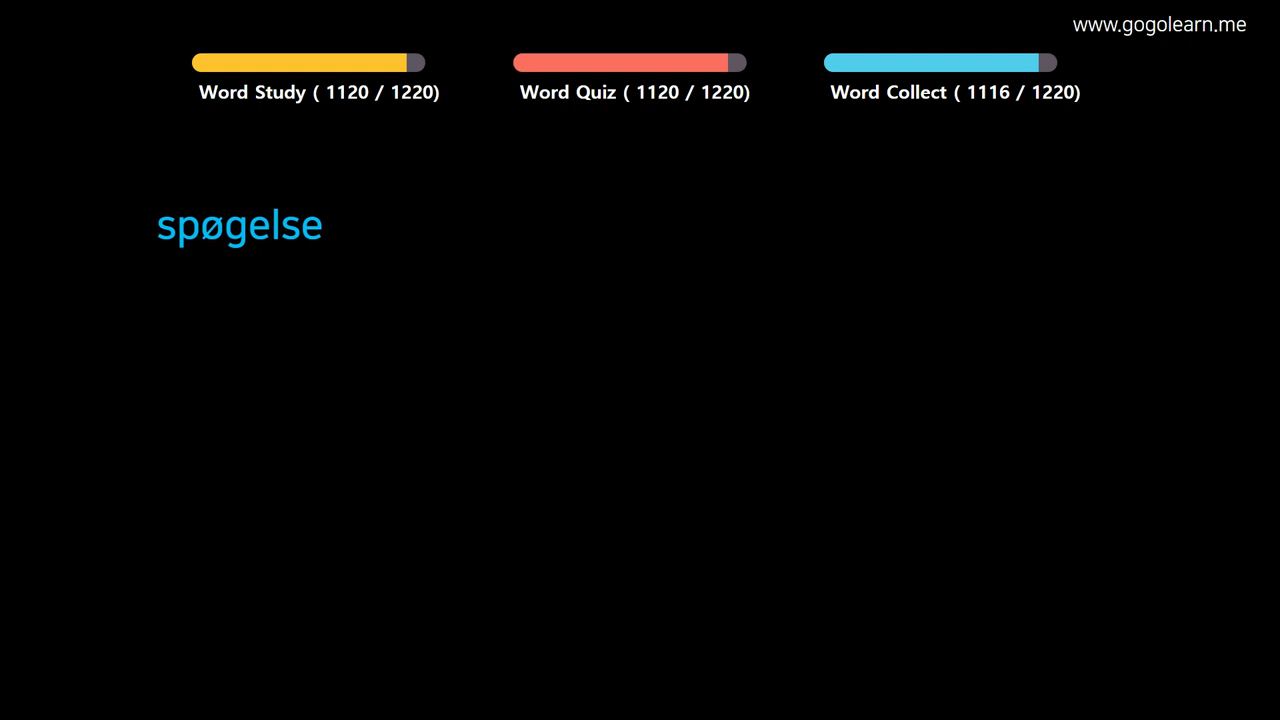 www.gogolearn.me
Word Study ( 1120 / 1220)
Word Quiz ( 1120 / 1220)
Word Collect ( 1116 / 1220)
spøgelse